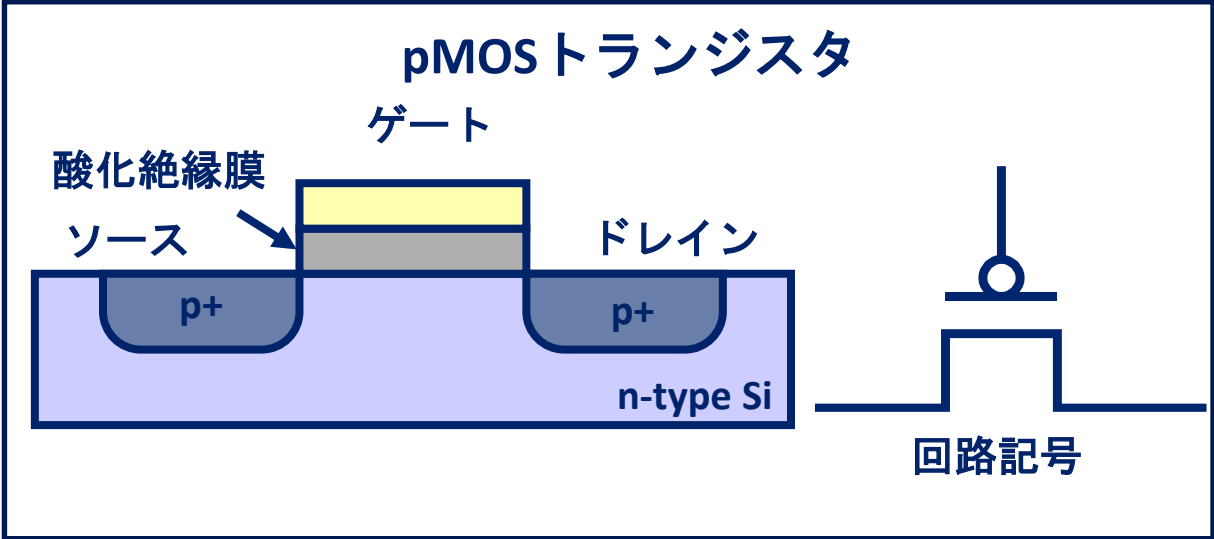 pMOSトランジスタ
ゲート
酸化絶縁膜
ソース
ドレイン
p+
p+
n-type Si
回路記号